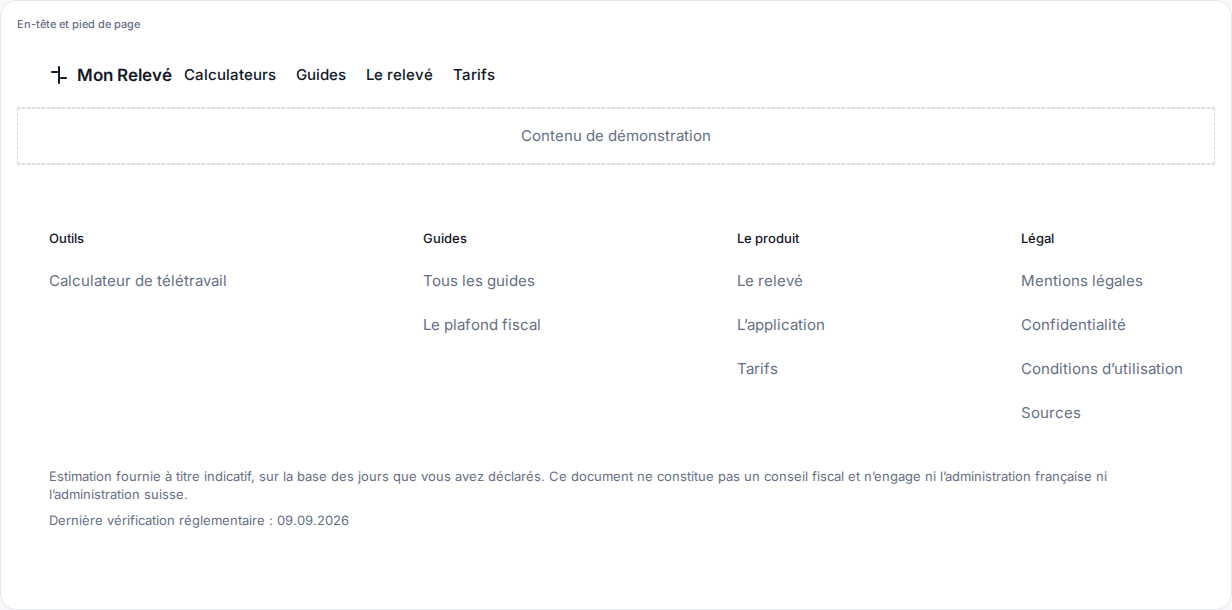 En-tête et pied de page
Mon Relevé Calculateurs Guides Le relevé Tarifs
Contenu de démonstration
Outils
Calculateur de télétravail
Guides
Tous les guides
Le plafond fiscal
Le produit
Le relevé
L’application
Tarifs
Légal
Mentions légales
Confidentialité
Conditions d’utilisation
Sources
Estimation fournie à titre indicatif, sur la base des jours que vous avez déclarés. Ce document ne constitue pas un conseil fiscal et n’engage ni l’administration française ni
l’administration suisse.
Dernière vérification réglementaire : 09.09.2026